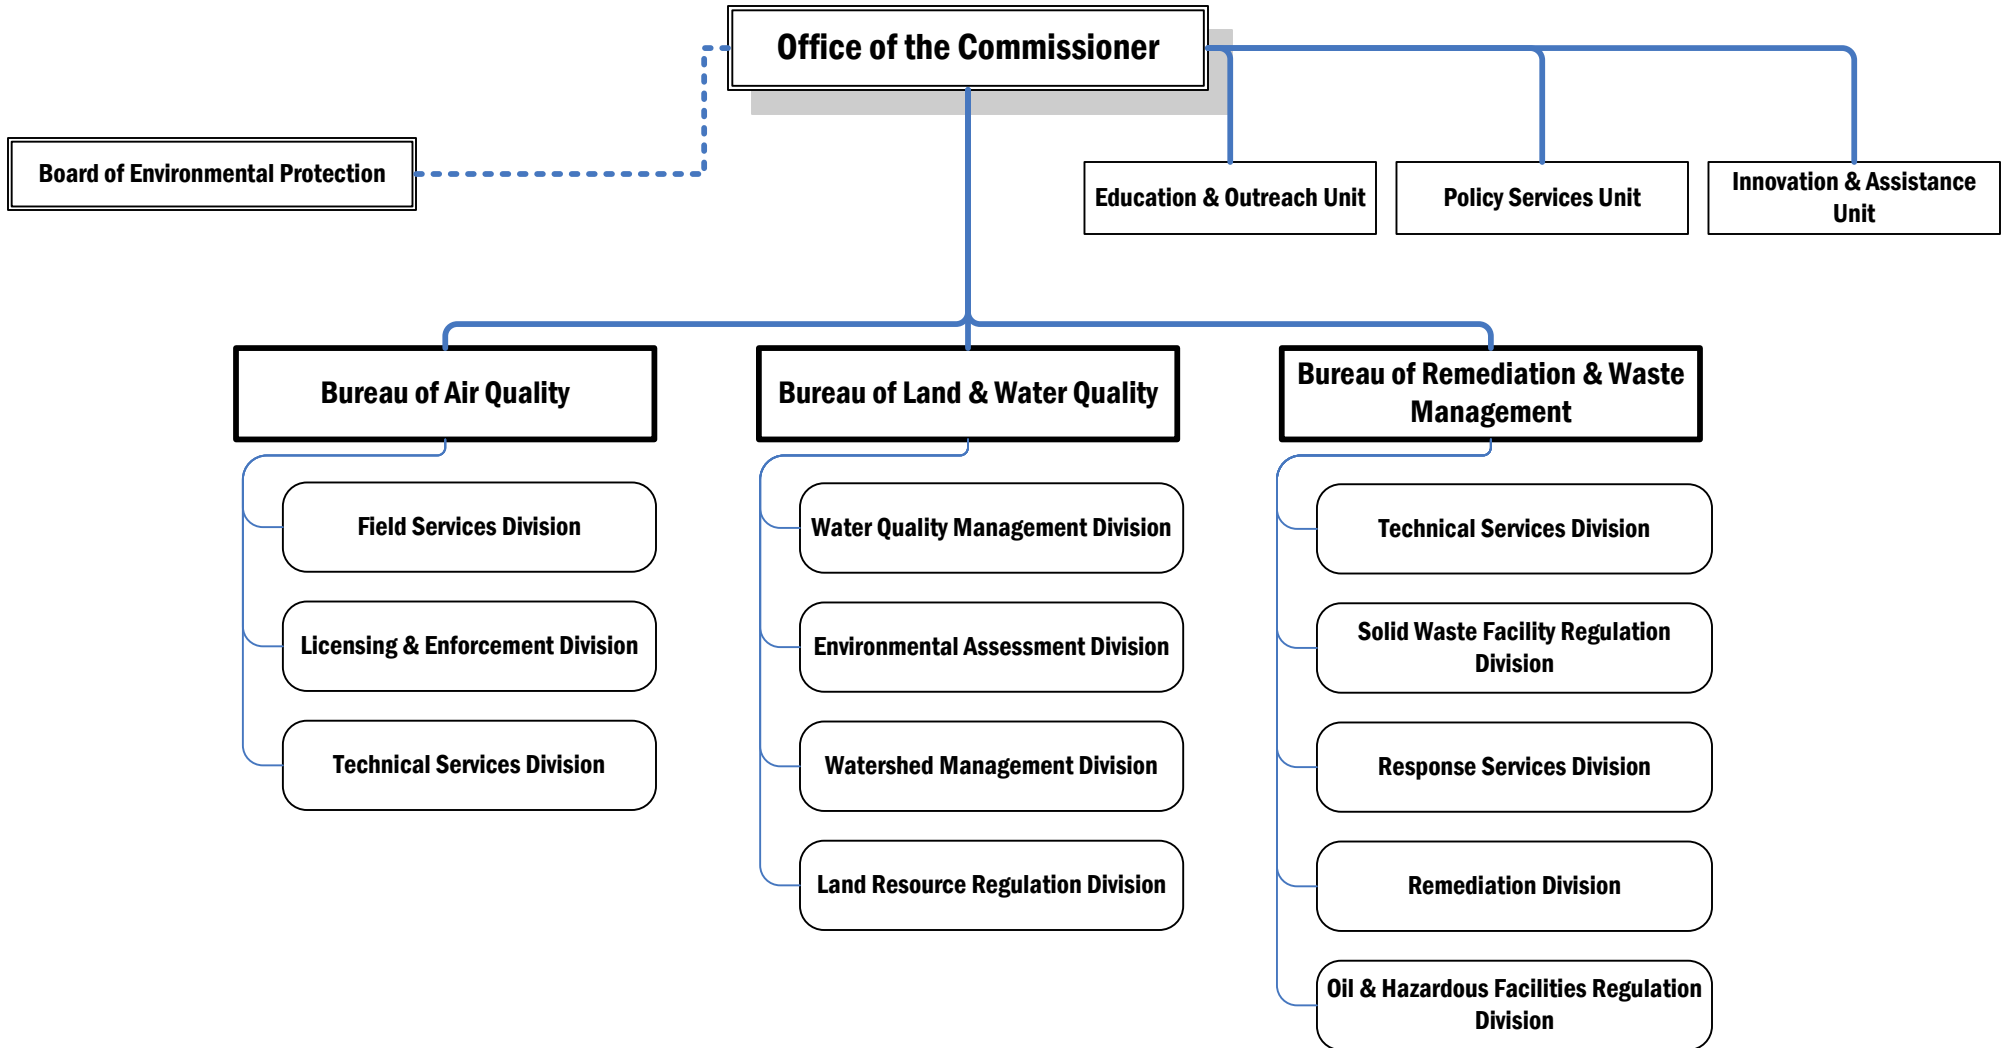 Office of the Commissioner
Board of Environmental Protection
Education & Outreach Unit
Policy Services Unit
Innovation & Assistance
Unit
Bureau of Air Quality
Field Services Division
Licensing & Enforcement Division
Technical Services Division
Bureau of Land & Water Quality
Water Quality Management Division
Environmental Assessment Division
Watershed Management Division
Land Resource Regulation Division
Bureau of Remediation & Waste
Management
Technical Services Division
Solid Waste Facility Regulation
Division
Response Services Division
Remediation Division
Oil & Hazardous Facilities Regulation
Division